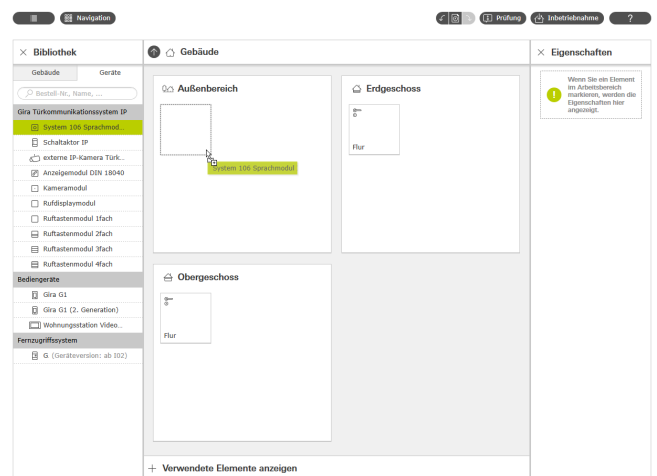 Navigation
Prüfung
Inbetriebnahme
?
Bibliothek
Gebäude
Eigenschaften
Gebäude
Geräte
Bestell-Nr., Name, ...
Gira Türkommunikationssystem IP
System 106 Sprachmod...
Schaltaktor IP
externe IP-Kamera Türk...
Anzeigemodul DIN 18040
Kameramodul
Rufdisplaymodul
Ruftastenmodul 1fach
Ruftastenmodul 2fach
Ruftastenmodul 3fach
Ruftastenmodul 4fach
Bediengeräte
Gira G1
Gira G1 (2. Generation)
Wohnungsstation Video...
Fernzugriffssystem
G (Geräteversion: ab I02)
Außenbereich
System 106 Sprachmodul
Erdgeschoss
Flur
Obergeschoss
Flur
Verwendete Elemente anzeigen
Wenn Sie ein Element
im Arbeitsbereich
markieren, werden die
Eigenschaften hier
angezeigt.